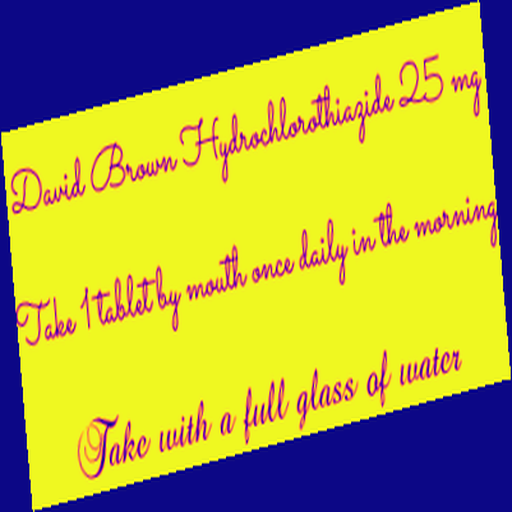 David Brown Hydrochlorothiazide 25 mg
Take 1 tablet by mouth once daily in the morning
Take with a full glass of water